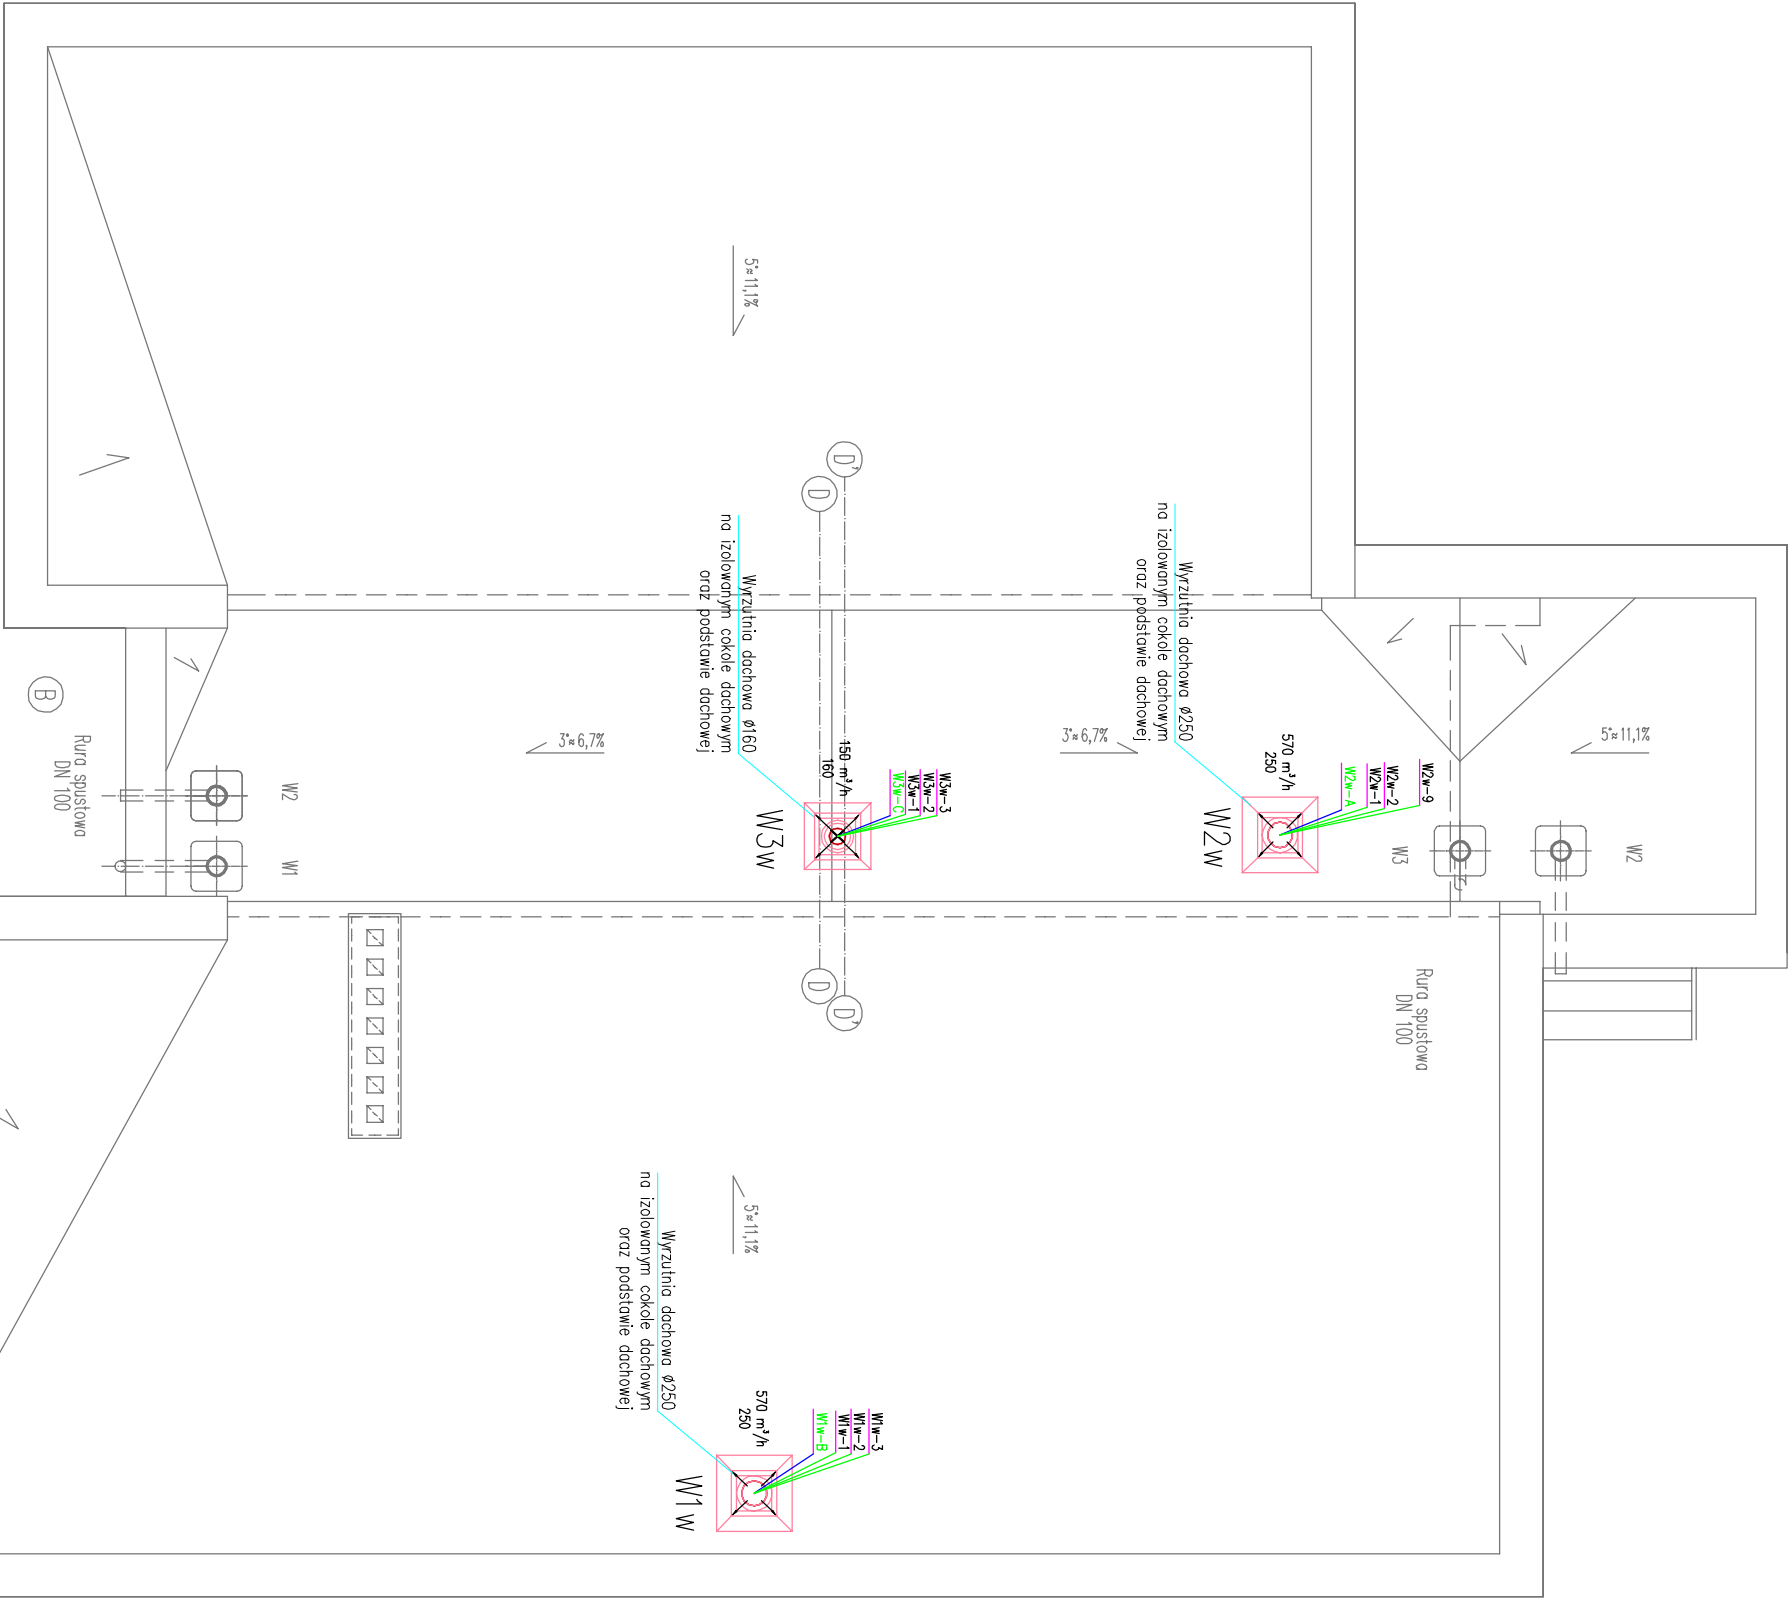 5°≈11,1%
D'
D
Wyrzutnia dachowa ø250
na izolowanym cokole dachowym
oraz podstawie dachowej
570 m³/h
250
W2w-9
W2w-2
W2w-1
W2w-A
W2w
5°≈11,1%
3°≈6,7%
Wyrzutnia dachowa ø160
na izolowanym cokole dachowym
oraz podstawie dachowej
150 m³/h
160
W3w-3
W3w-2
W3w-1
W3w-C
W3w
3°≈6,7%
B
Rura spustowa
DN 100
W2
W1
W2
W3
D
D'
Rura spustowa
DN 100
5°≈11,1%
Wyrzutnia dachowa ø250
na izolowanym cokole dachowym
oraz podstawie dachowej
570 m³/h
250
W1w-3
W1w-2
W1w-1
W1w-B
W1w